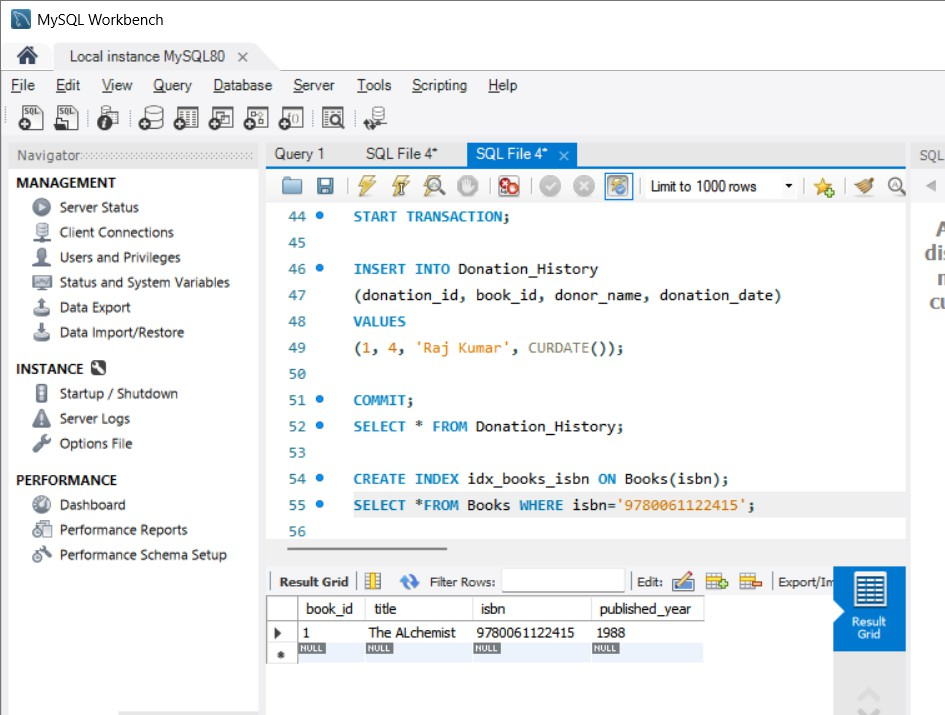 MySQL Workbench
Local instance MySQL80
File Edit View Query Database Server Tools Scripting Help
Navigator
MANAGEMENT
Server Status
Client Connections
Users and Privileges
Status and System Variables
Data Export
Data Import/Restore
INSTANCE
Startup / Shutdown
Server Logs
Options File
PERFORMANCE
Dashboard
Performance Reports
Performance Schema Setup
Query 1 SQL File 4* SQL File 4*
Limit to 1000 rows
44 START TRANSACTION;
45
46 INSERT INTO Donation_History
47 (donation_id, book_id, donor_name, donation_date)
48 VALUES
49 (1, 4, 'Raj Kumar', CURDATE());
50
51 COMMIT;
52 SELECT * FROM Donation_History;
53
54 CREATE INDEX idx_books_isbn ON Books(isbn);
55 SELECT *FROM Books WHERE isbn='9780061122415';
56
Result Grid Filter Rows: Edit: Export/Im
book_id title isbn published_year
1 The ALchemist 9780061122415 1988
NULL NULL NULL NULL
Result
Grid
SQL